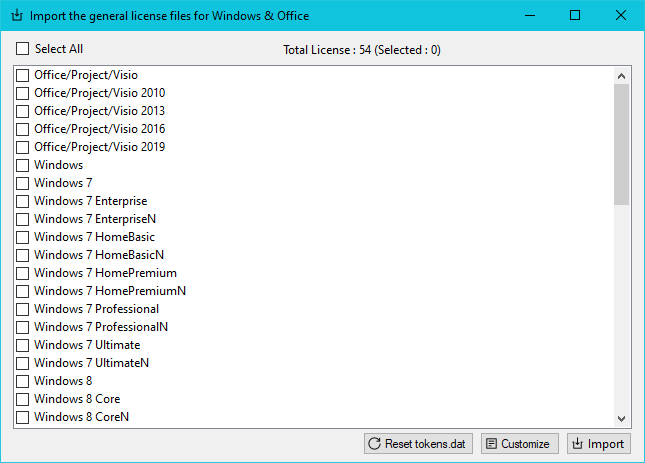 Import the general license files for Windows & Office
Select All
Total License : 54 (Selected : 0)
Office/Project/Visio
Office/Project/Visio 2010
Office/Project/Visio 2013
Office/Project/Visio 2016
Office/Project/Visio 2019
Windows
Windows 7
Windows 7 Enterprise
Windows 7 EnterpriseN
Windows 7 HomeBasic
Windows 7 HomeBasicN
Windows 7 HomePremium
Windows 7 HomePremiumN
Windows 7 Professional
Windows 7 ProfessionalN
Windows 7 Ultimate
Windows 7 UltimateN
Windows 8
Windows 8 Core
Windows 8 CoreN
Reset tokens.dat
Customize
Import